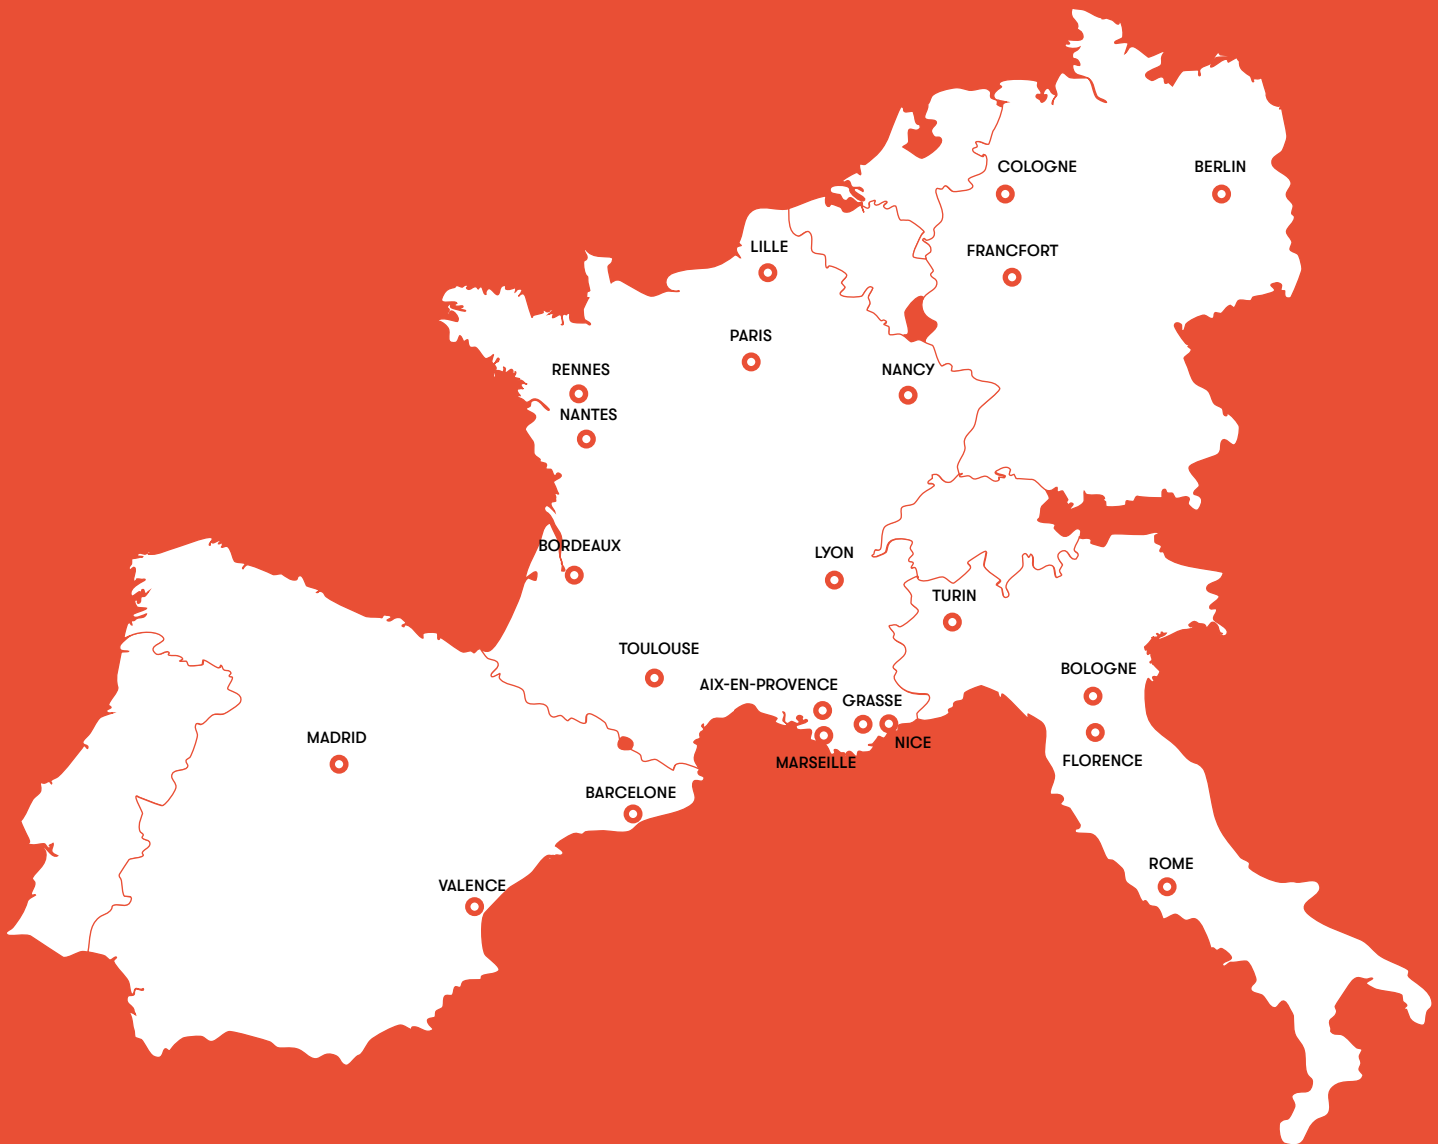 COLOGNE
BERLIN
LILLE
FRANCFORT
PARIS
RENNES
NANCY
NANTES
BORDEAUX
LYON
TURIN
TOULOUSE
BOLOGNE
AIX-EN-PROVENCE
GRASSE
MADRID
NICE
MARSEILLE
FLORENCE
BARCELONE
ROME
VALENCE